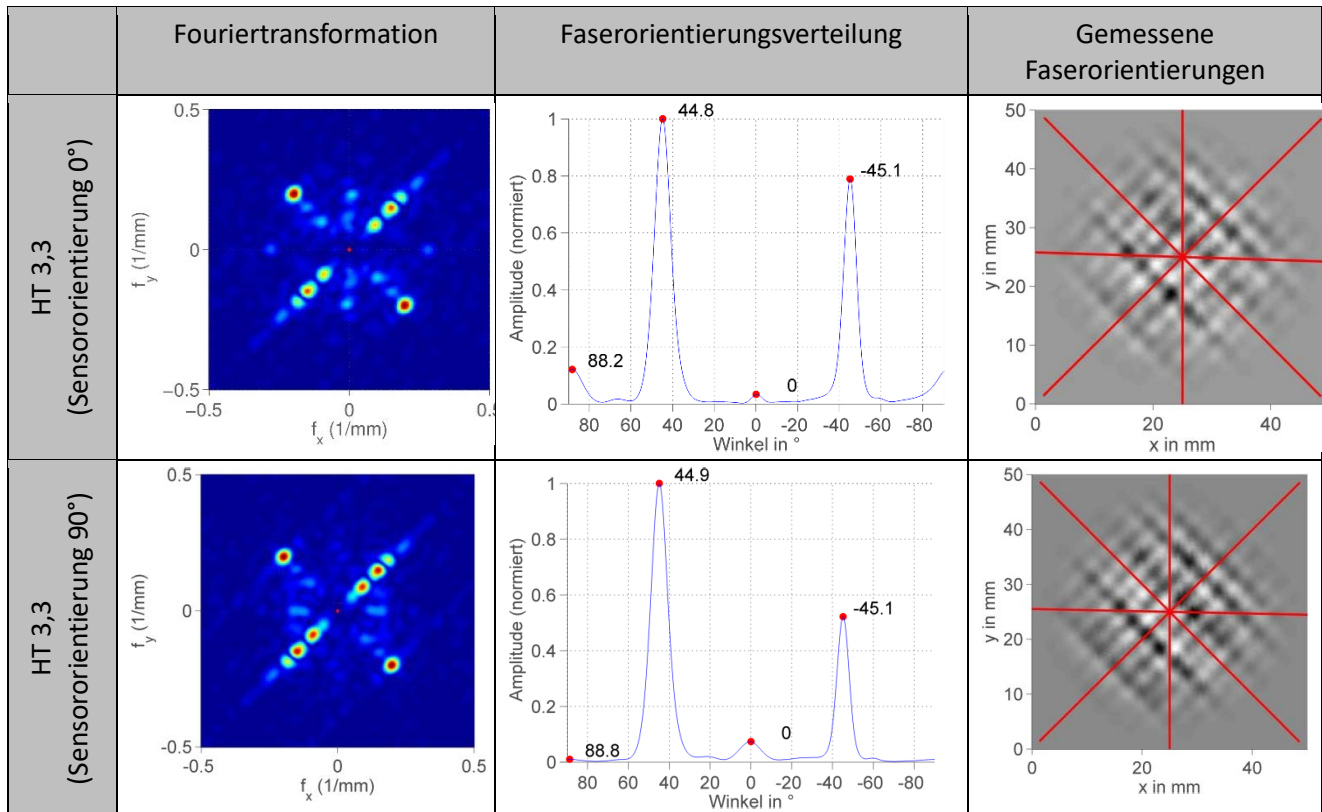 Fouriertransformation
Faserorientierungsverteilung
Gemessene
Faserorientierungen
HT 3,3
(Sensororientierung 0°)
0.5
0
−0.5
−0.5
0
0.5
f_y (1/mm)
f_x (1/mm)
1
0.8
0.6
0.4
0.2
0
Amplitude (normiert)
44.8
-45.1
88.2
0
80 60 40 20 0 -20 -40 -60 -80
Winkel in °
50
40
30
20
10
0
y in mm
0 20 40
x in mm
HT 3,3
(Sensororientierung 90°)
0.5
0
−0.5
−0.5
0
0.5
f_y (1/mm)
f_x (1/mm)
1
0.8
0.6
0.4
0.2
0
Amplitude (normiert)
44.9
-45.1
88.8
0
80 60 40 20 0 -20 -40 -60 -80
Winkel in °
50
40
30
20
10
0
y in mm
0 20 40
x in mm